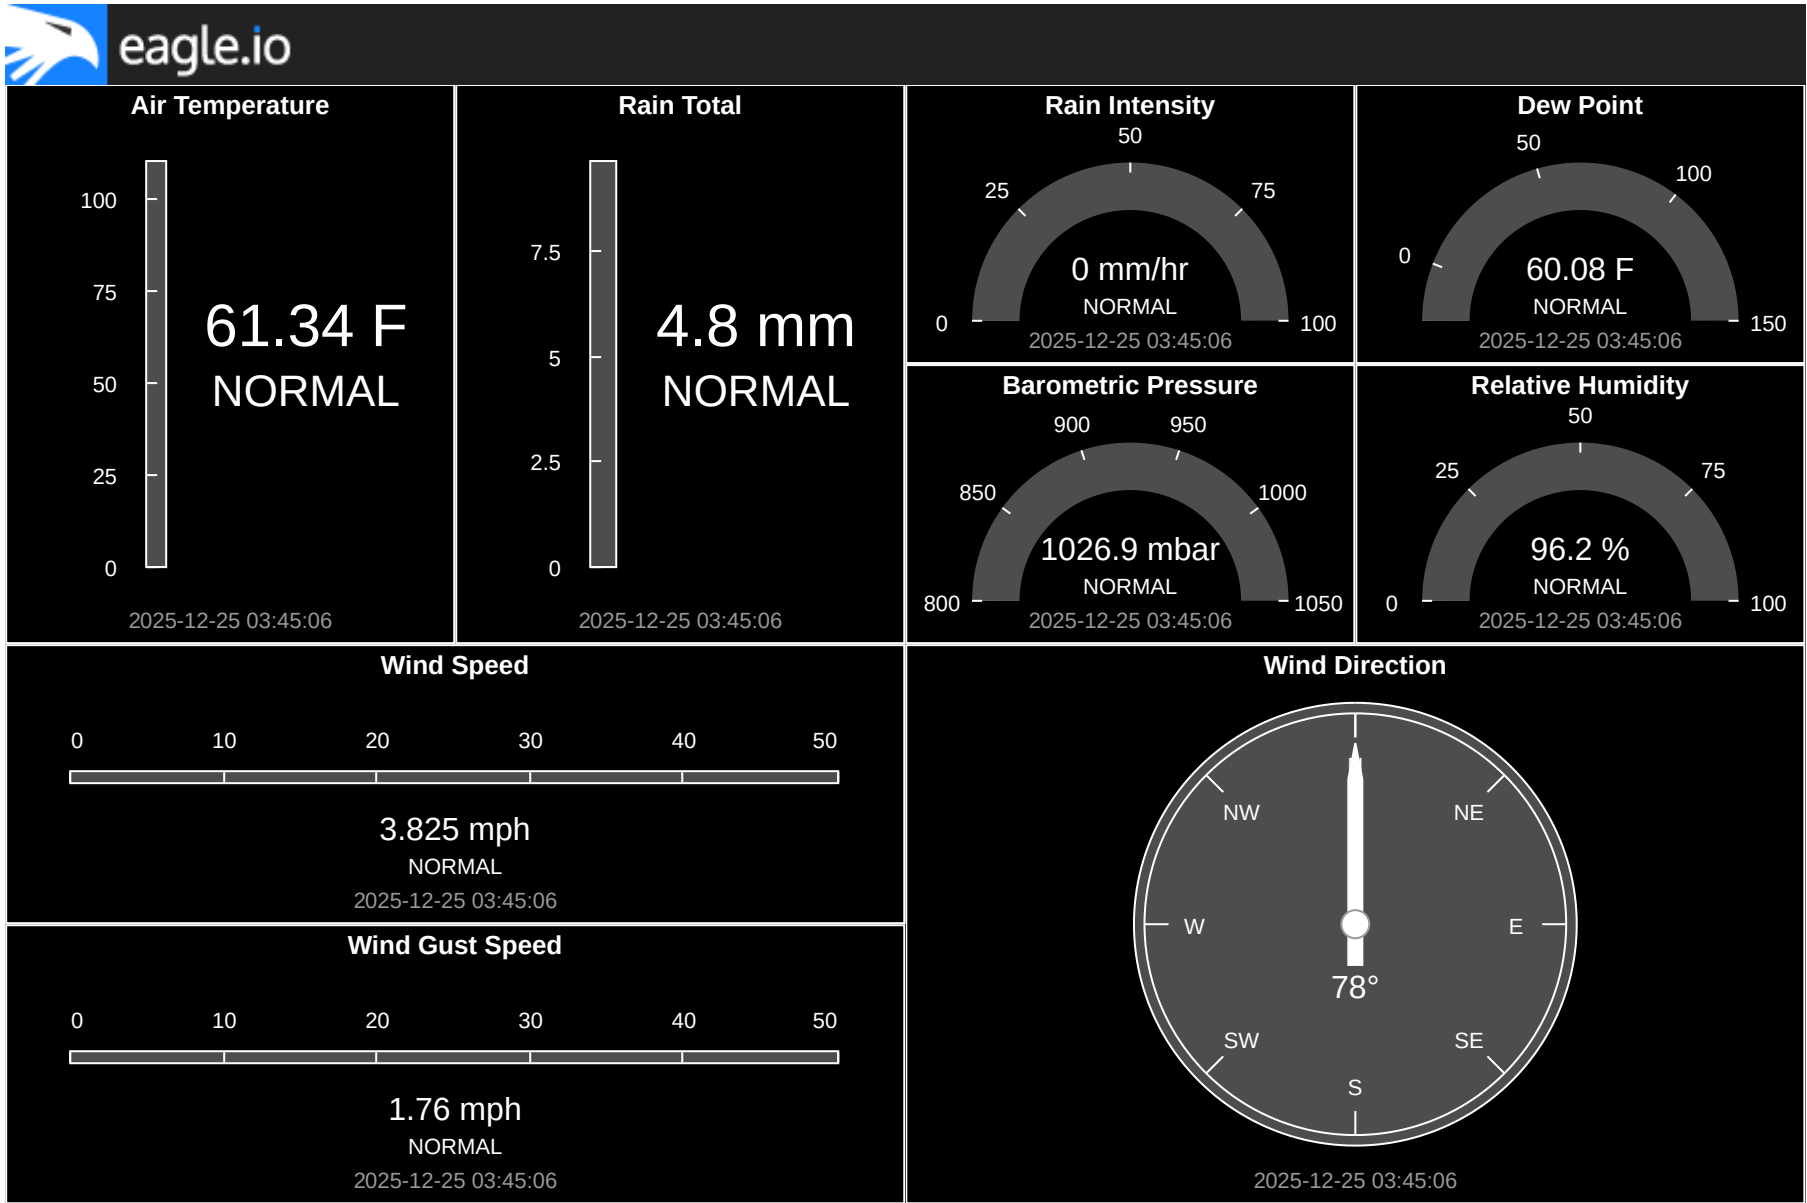 eagle.io
Air Temperature
100
75
50
25
0
61.34 F
NORMAL
2025-12-25 03:45:06
Rain Total
7.5
5
2.5
0
4.8 mm
NORMAL
2025-12-25 03:45:06
Rain Intensity
50
25
75
0
100
0 mm/hr
NORMAL
2025-12-25 03:45:06
Dew Point
50
100
0
150
60.08 F
NORMAL
2025-12-25 03:45:06
Barometric Pressure
900
950
850
1000
800
1050
1026.9 mbar
NORMAL
2025-12-25 03:45:06
Relative Humidity
50
25
75
0
100
96.2 %
NORMAL
2025-12-25 03:45:06
Wind Speed
0 10 20 30 40 50
3.825 mph
NORMAL
2025-12-25 03:45:06
Wind Gust Speed
0 10 20 30 40 50
1.76 mph
NORMAL
2025-12-25 03:45:06
Wind Direction
NW NE
W E
78°
SW SE
S
2025-12-25 03:45:06